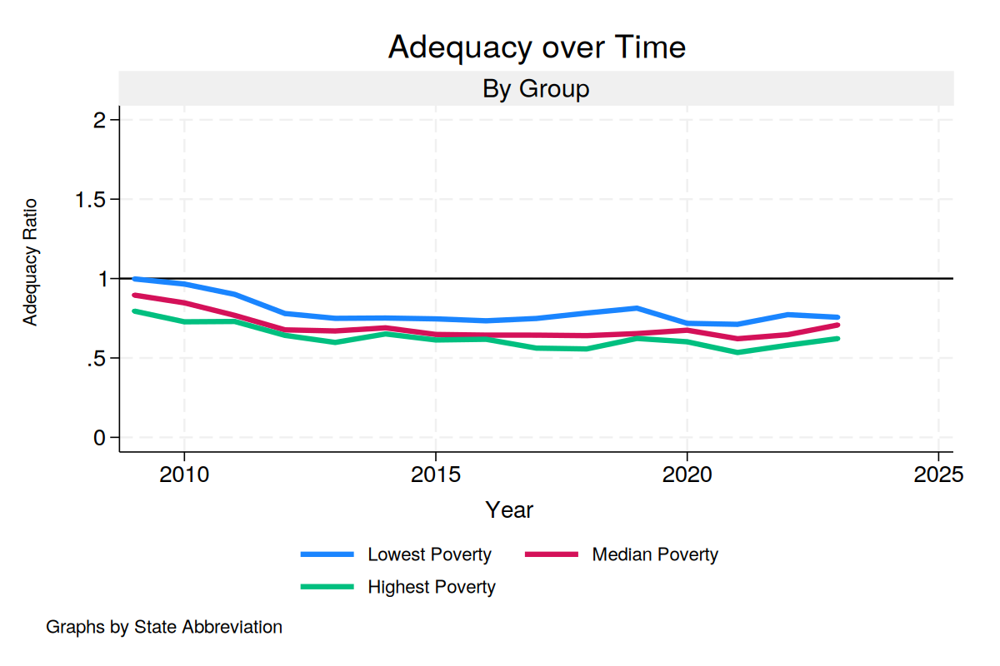 Adequacy over Time
By Group
2
1.5
1
.5
0
Adequacy Ratio
2010 2015 2020 2025
Year
Lowest Poverty Median Poverty
Highest Poverty
Graphs by State Abbreviation